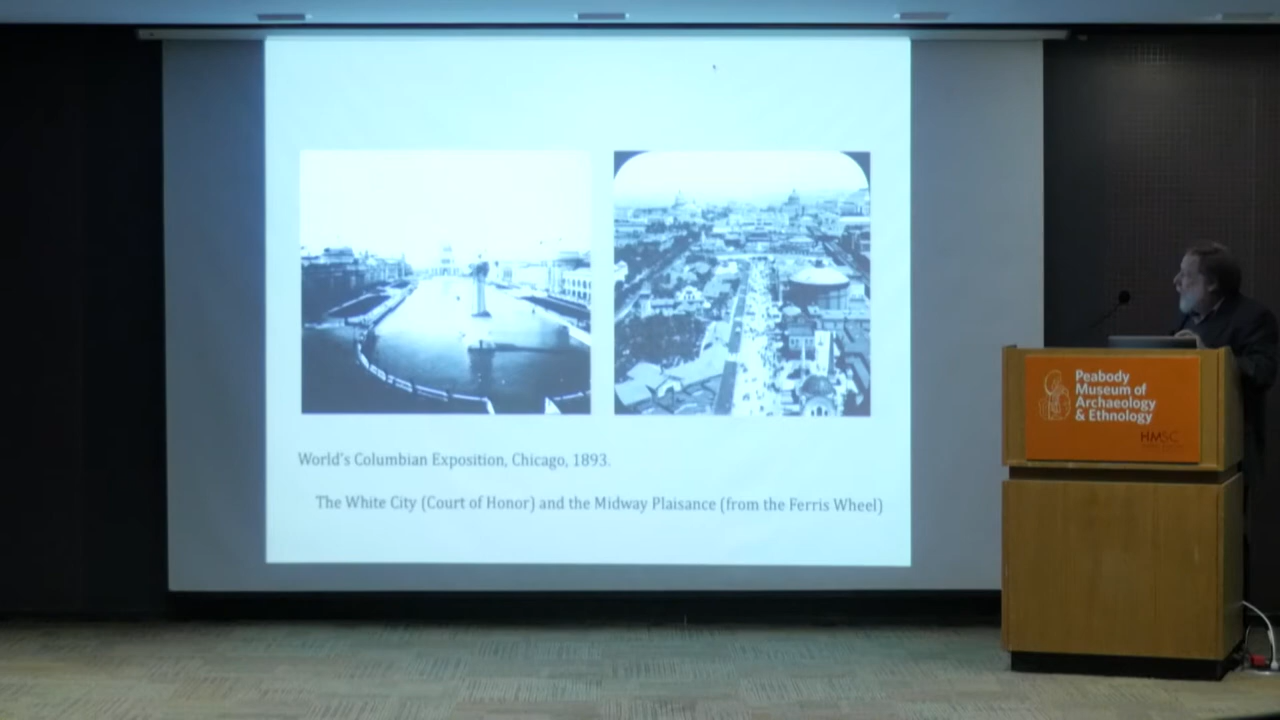 World's Columbian Exposition, Chicago, 1893.
The White City (Court of Honor) and the Midway Plaisance (from the Ferris Wheel)
Peabody
Museum of
Archaeology
& Ethnology
HMSC